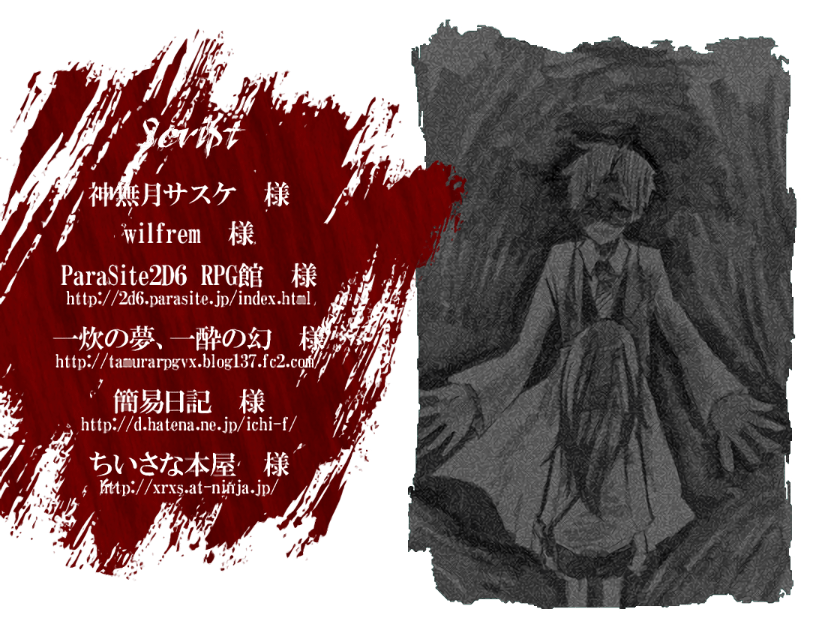 Script
神無月サスケ　様
wilfrem　様
ParaSite2D6 RPG館　様
http://2d6.parasite.jp/index.html
一炊の夢、一酔の幻　様
http://tamurarpgvx.blog137.fc2.com/
簡易日記　様
http://d.hatena.ne.jp/ichi-f/
ちいさな本屋　様
http://xrxs.at-ninja.jp/